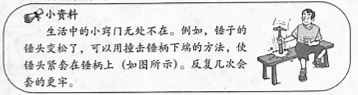 小资料
生活中的小窍门无处不在。例如，锤子的
锤头变松了，可以用撞击锤柄下端的方法，使
锤头紧套在锤柄上（如图所示）。反复几次会
套的更牢。